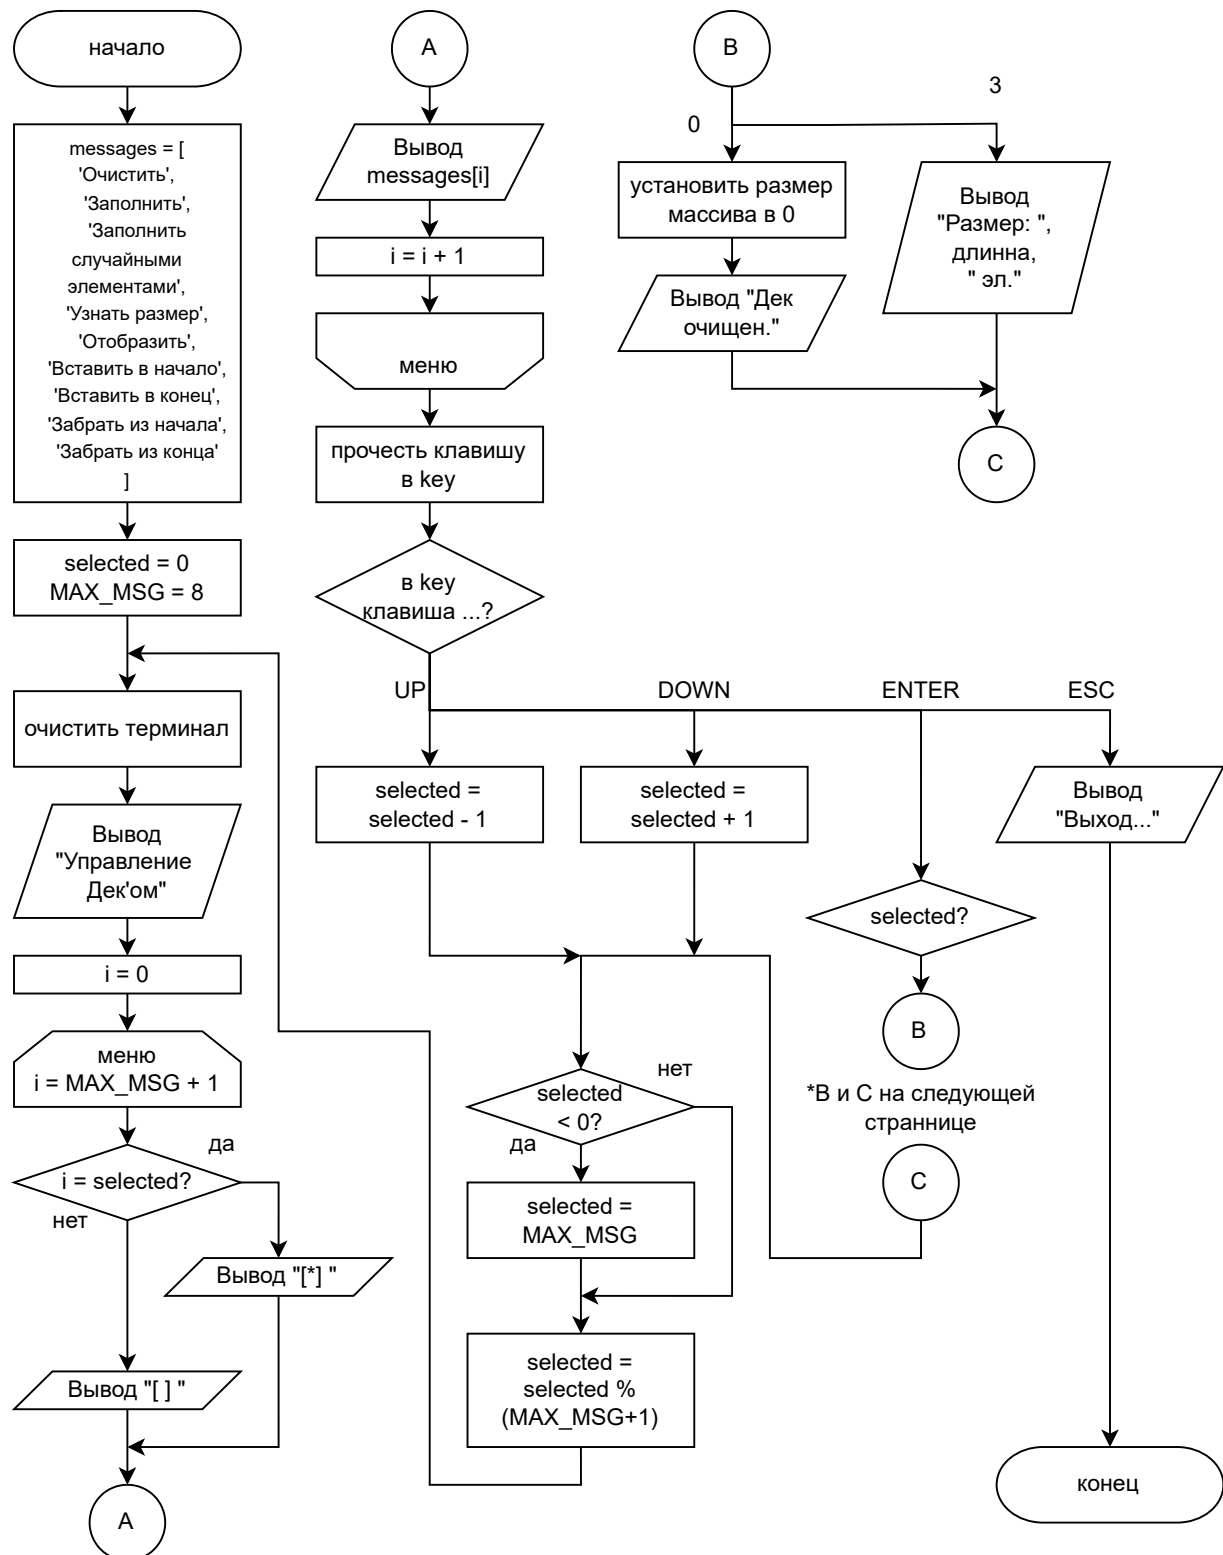 начало
messages = [
'Очистить',
'Заполнить',
'Заполнить
случайными
элементами',
'Узнать размер',
'Отобразить',
'Вставить в начало',
'Вставить в конец',
'Забрать из начала',
'Забрать из конца'
]
selected = 0
MAX_MSG = 8
очистить терминал
Вывод
"Управление
Дек'ом"
i = 0
меню
i = MAX_MSG + 1
да
i = selected?
нет
Вывод "[*] "
Вывод "[ ] "
A
A
Вывод
messages[i]
i = i + 1
меню
прочесть клавишу
в key
в key
клавиша ...?
UP
DOWN
ENTER
ESC
selected =
selected - 1
selected =
selected + 1
selected?
Вывод
"Выход..."
B
*B и C на следующей
страннице
C
нет
selected
< 0?
да
selected =
MAX_MSG
selected =
selected %
(MAX_MSG+1)
конец
B
0
3
установить размер
массива в 0
Вывод "Дек
очищен."
Вывод
"Размер: ",
длинна,
" эл."
C